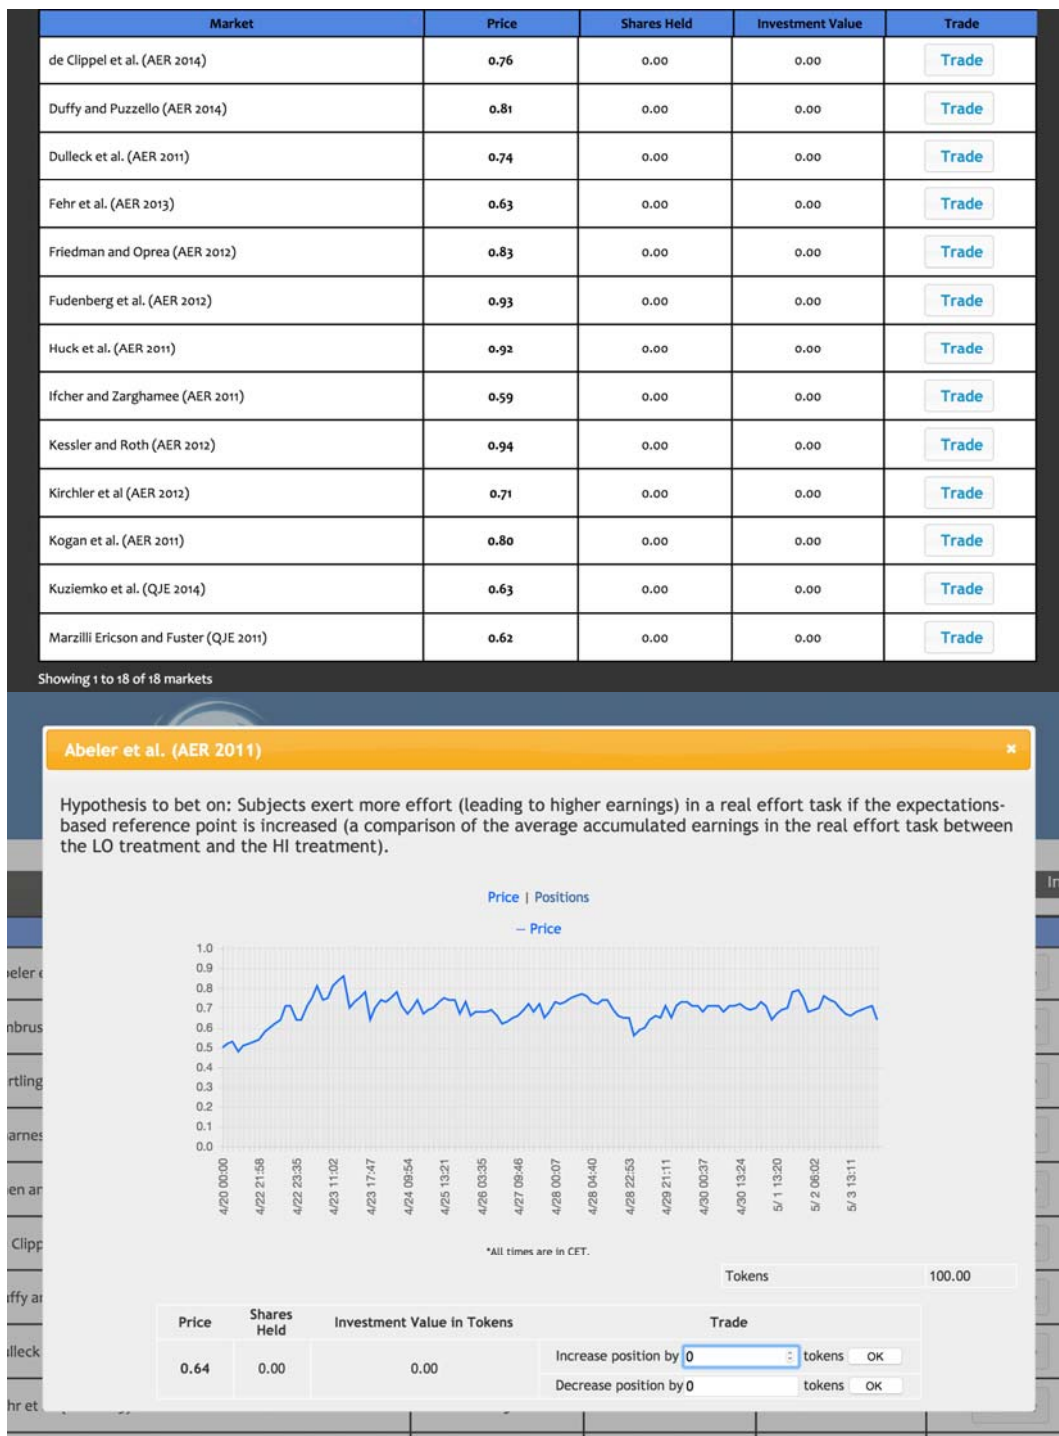 Market Price Shares Held Investment Value Trade
de Clippel et al. (AER 2014) 0.76 0.00 0.00 Trade
Duffy and Puzzello (AER 2014) 0.81 0.00 0.00 Trade
Dulleck et al. (AER 2011) 0.74 0.00 0.00 Trade
Fehr et al. (AER 2013) 0.63 0.00 0.00 Trade
Friedman and Oprea (AER 2012) 0.83 0.00 0.00 Trade
Fudenberg et al. (AER 2012) 0.93 0.00 0.00 Trade
Huck et al. (AER 2011) 0.92 0.00 0.00 Trade
Ifcher and Zarghamee (AER 2011) 0.59 0.00 0.00 Trade
Kessler and Roth (AER 2012) 0.94 0.00 0.00 Trade
Kirchler et al (AER 2012) 0.71 0.00 0.00 Trade
Kogan et al. (AER 2011) 0.80 0.00 0.00 Trade
Kuziemko et al. (QJE 2014) 0.63 0.00 0.00 Trade
Marzilli Ericson and Fuster (QJE 2011) 0.62 0.00 0.00 Trade
Showing 1 to 18 of 18 markets
Abeler et al. (AER 2011) ×
Hypothesis to bet on: Subjects exert more effort (leading to higher earnings) in a real effort task if the expectations-
based reference point is increased (a comparison of the average accumulated earnings in the real effort task between
the LO treatment and the HI treatment).
Price | Positions
— Price
1.0
0.9
0.8
0.7
0.6
0.5
0.4
0.3
0.2
0.1
0.0
4/20 00:00
4/22 21:58
4/22 23:35
4/23 11:02
4/23 17:47
4/24 09:54
4/25 13:21
4/26 03:35
4/27 09:46
4/28 00:07
4/28 04:40
4/28 22:53
4/29 21:11
4/30 00:37
4/30 13:24
5/ 1 13:20
5/ 2 06:02
5/ 3 13:11
*All times are in CET.
Tokens 100.00
Price Shares Held Investment Value in Tokens Trade
0.64 0.00 0.00
Increase position by 0 tokens OK
Decrease position by 0 tokens OK